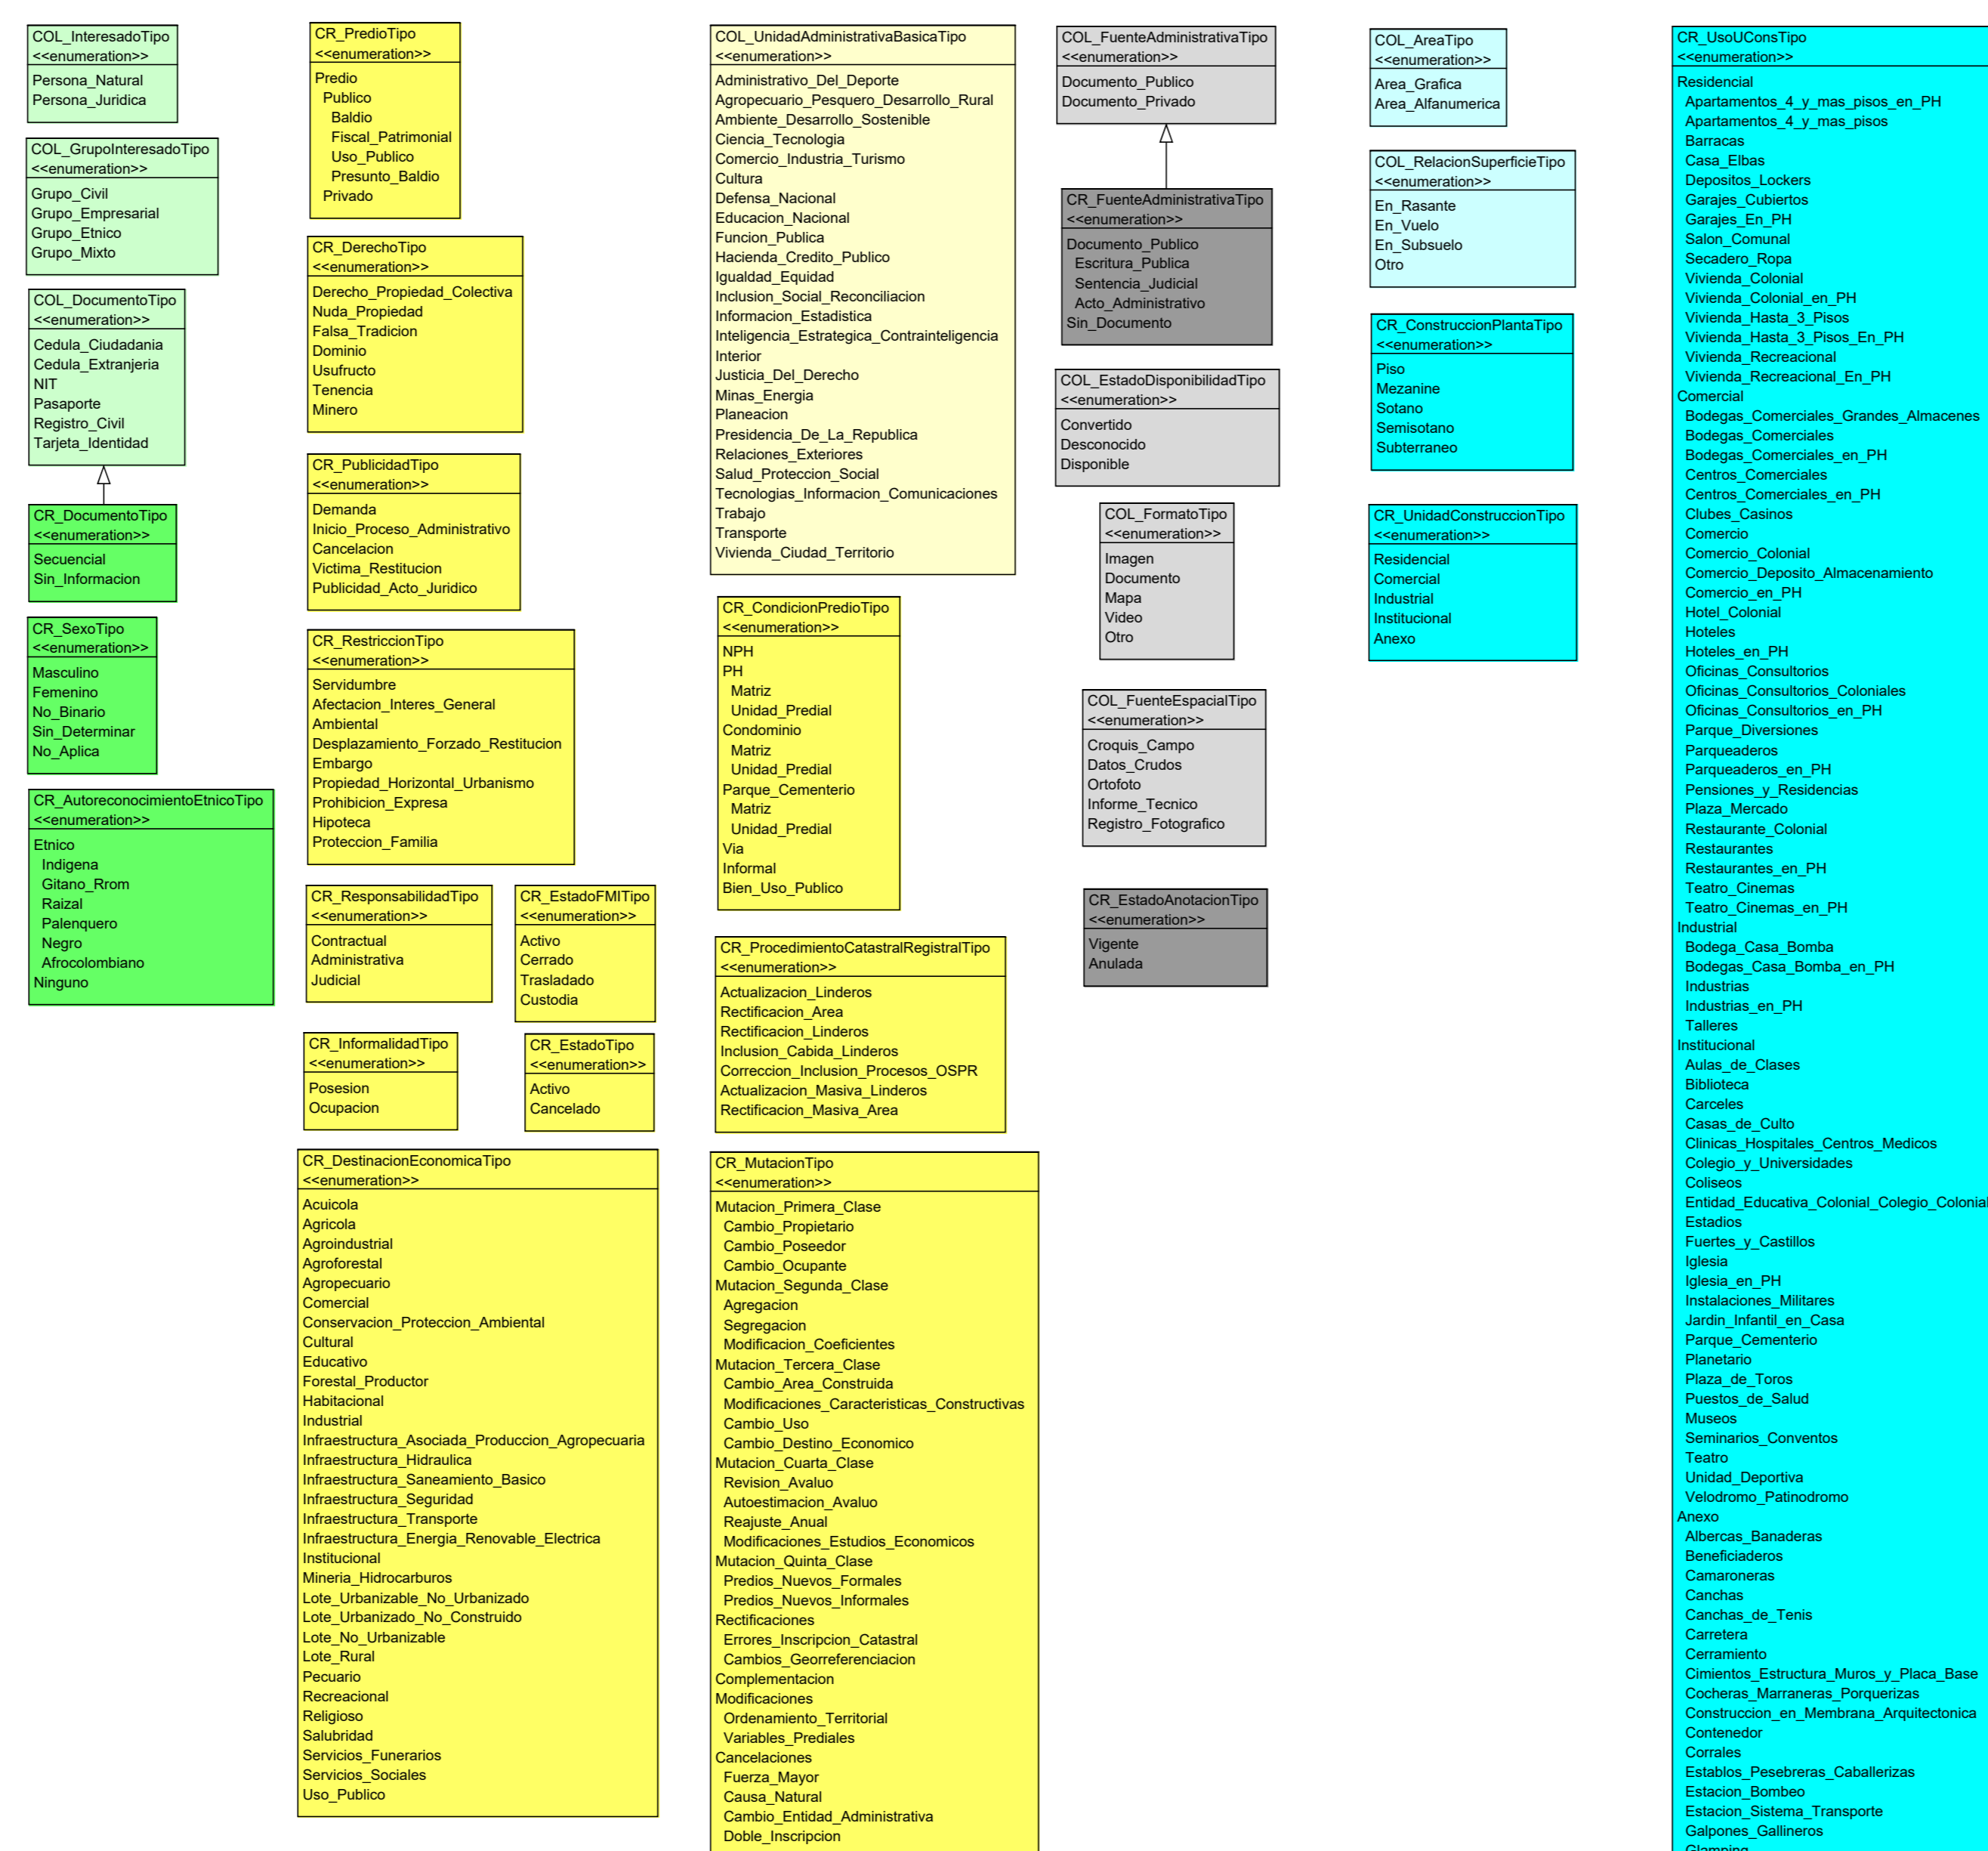 COL_InteresadoTipo
<<enumeration>>
Persona_Natural
Persona_Juridica
COL_GrupoInteresadoTipo
<<enumeration>>
Grupo_Civil
Grupo_Empresarial
Grupo_Etnico
Grupo_Mixto
COL_DocumentoTipo
<<enumeration>>
Cedula_Ciudadania
Cedula_Extranjeria
NIT
Pasaporte
Registro_Civil
Tarjeta_Identidad
CR_DocumentoTipo
<<enumeration>>
Secuencial
Sin_Informacion
CR_SexoTipo
<<enumeration>>
Masculino
Femenino
No_Binario
Sin_Determinar
No_Aplica
CR_AutoreconocimientoEtnicoTipo
<<enumeration>>
Etnico
Indigena
Gitano_Rrom
Raizal
Palenquero
Negro
Afrocolombiano
Ninguno
CR_PredioTipo
<<enumeration>>
Predio
Publico
Baldio
Fiscal_Patrimonial
Uso_Publico
Presunto_Baldio
Privado
CR_DerechoTipo
<<enumeration>>
Derecho_Propiedad_Colectiva
Nuda_Propiedad
Falsa_Tradicion
Dominio
Usufructo
Tenencia
Minero
CR_PublicidadTipo
<<enumeration>>
Demanda
Inicio_Proceso_Administrativo
Cancelacion
Victima_Restitucion
Publicidad_Acto_Juridico
CR_RestriccionTipo
<<enumeration>>
Servidumbre
Afectacion_Interes_General
Ambiental
Desplazamiento_Forzado_Restitucion
Embargo
Propiedad_Horizontal_Urbanismo
Prohibicion_Expresa
Hipoteca
Proteccion_Familia
CR_ResponsabilidadTipo
<<enumeration>>
Contractual
Administrativa
Judicial
CR_EstadoFMITipo
<<enumeration>>
Activo
Cerrado
Trasladado
Custodia
CR_InformalidadTipo
<<enumeration>>
Posesion
Ocupacion
CR_EstadoTipo
<<enumeration>>
Activo
Cancelado
CR_DestinacionEconomicaTipo
<<enumeration>>
Acuicola
Agricola
Agroindustrial
Agroforestal
Agropecuario
Comercial
Conservacion_Proteccion_Ambiental
Cultural
Educativo
Forestal_Productor
Habitacional
Industrial
Infraestructura_Asociada_Produccion_Agropecuaria
Infraestructura_Hidraulica
Infraestructura_Saneamiento_Basico
Infraestructura_Seguridad
Infraestructura_Transporte
Infraestructura_Energia_Renovable_Electrica
Institucional
Mineria_Hidrocarburos
Lote_Urbanizable_No_Urbanizado
Lote_Urbanizado_No_Construido
Lote_No_Urbanizable
Lote_Rural
Pecuario
Recreacional
Religioso
Salubridad
Servicios_Funerarios
Servicios_Sociales
Uso_Publico
COL_UnidadAdministrativaBasicaTipo
<<enumeration>>
Administrativo_Del_Deporte
Agropecuario_Pesquero_Desarrollo_Rural
Ambiente_Desarrollo_Sostenible
Ciencia_Tecnologia
Comercio_Industria_Turismo
Cultura
Defensa_Nacional
Educacion_Nacional
Funcion_Publica
Hacienda_Credito_Publico
Igualdad_Equidad
Inclusion_Social_Reconciliacion
Informacion_Estadistica
Inteligencia_Estrategica_Contrainteligencia
Interior
Justicia_Del_Derecho
Minas_Energia
Planeacion
Presidencia_De_La_Republica
Relaciones_Exteriores
Salud_Proteccion_Social
Tecnologias_Informacion_Comunicaciones
Trabajo
Transporte
Vivienda_Ciudad_Territorio
CR_CondicionPredioTipo
<<enumeration>>
NPH
PH
Matriz
Unidad_Predial
Condominio
Matriz
Unidad_Predial
Parque_Cementerio
Matriz
Unidad_Predial
Via
Informal
Bien_Uso_Publico
CR_ProcedimientoCatastralRegistralTipo
<<enumeration>>
Actualizacion_Linderos
Rectificacion_Area
Rectificacion_Linderos
Inclusion_Cabida_Linderos
Correccion_Inclusion_Procesos_OSPR
Actualizacion_Masiva_Linderos
Rectificacion_Masiva_Area
CR_MutacionTipo
<<enumeration>>
Mutacion_Primera_Clase
Cambio_Propietario
Cambio_Poseedor
Cambio_Ocupante
Mutacion_Segunda_Clase
Agregacion
Segregacion
Modificacion_Coeficientes
Mutacion_Tercera_Clase
Cambio_Area_Construida
Modificaciones_Caracteristicas_Constructivas
Cambio_Uso
Cambio_Destino_Economico
Mutacion_Cuarta_Clase
Revision_Avaluo
Autoestimacion_Avaluo
Reajuste_Anual
Modificaciones_Estudios_Economicos
Mutacion_Quinta_Clase
Predios_Nuevos_Formales
Predios_Nuevos_Informales
Rectificaciones
Errores_Inscripcion_Catastral
Cambios_Georreferenciacion
Complementacion
Modificaciones
Ordenamiento_Territorial
Variables_Prediales
Cancelaciones
Fuerza_Mayor
Causa_Natural
Cambio_Entidad_Administrativa
Doble_Inscripcion
COL_FuenteAdministrativaTipo
<<enumeration>>
Documento_Publico
Documento_Privado
CR_FuenteAdministrativaTipo
<<enumeration>>
Documento_Publico
Escritura_Publica
Sentencia_Judicial
Acto_Administrativo
Sin_Documento
COL_EstadoDisponibilidadTipo
<<enumeration>>
Convertido
Desconocido
Disponible
COL_FormatoTipo
<<enumeration>>
Imagen
Documento
Mapa
Video
Otro
COL_FuenteEspacialTipo
<<enumeration>>
Croquis_Campo
Datos_Crudos
Ortofoto
Informe_Tecnico
Registro_Fotografico
CR_EstadoAnotacionTipo
<<enumeration>>
Vigente
Anulada
COL_AreaTipo
<<enumeration>>
Area_Grafica
Area_Alfanumerica
COL_RelacionSuperficieTipo
<<enumeration>>
En_Rasante
En_Vuelo
En_Subsuelo
Otro
CR_ConstruccionPlantaTipo
<<enumeration>>
Piso
Mezanine
Sotano
Semisotano
Subterraneo
CR_UnidadConstruccionTipo
<<enumeration>>
Residencial
Comercial
Industrial
Institucional
Anexo
CR_UsoUConsTipo
<<enumeration>>
Residencial
Apartamentos_4_y_mas_pisos_en_PH
Apartamentos_4_y_mas_pisos
Barracas
Casa_Elbas
Depositos_Lockers
Garajes_Cubiertos
Garajes_En_PH
Salon_Comunal
Secadero_Ropa
Vivienda_Colonial
Vivienda_Colonial_en_PH
Vivienda_Hasta_3_Pisos
Vivienda_Hasta_3_Pisos_En_PH
Vivienda_Recreacional
Vivienda_Recreacional_En_PH
Comercial
Bodegas_Comerciales_Grandes_Almacenes
Bodegas_Comerciales
Bodegas_Comerciales_en_PH
Centros_Comerciales
Centros_Comerciales_en_PH
Clubes_Casinos
Comercio
Comercio_Colonial
Comercio_Deposito_Almacenamiento
Comercio_en_PH
Hotel_Colonial
Hoteles
Hoteles_en_PH
Oficinas_Consultorios
Oficinas_Consultorios_Coloniales
Oficinas_Consultorios_en_PH
Parque_Diversiones
Parqueaderos
Parqueaderos_en_PH
Pensiones_y_Residencias
Plaza_Mercado
Restaurante_Colonial
Restaurantes
Restaurantes_en_PH
Teatro_Cinemas
Teatro_Cinemas_en_PH
Industrial
Bodega_Casa_Bomba
Bodegas_Casa_Bomba_en_PH
Industrias
Industrias_en_PH
Talleres
Institucional
Aulas_de_Clases
Biblioteca
Carceles
Casas_de_Culto
Clinicas_Hospitales_Centros_Medicos
Colegio_y_Universidades
Coliseos
Entidad_Educativa_Colonial_Colegio_Colonial
Estadios
Fuertes_y_Castillos
Iglesia
Iglesia_en_PH
Instalaciones_Militares
Jardin_Infantil_en_Casa
Parque_Cementerio
Planetario
Plaza_de_Toros
Puestos_de_Salud
Museos
Seminarios_Conventos
Teatro
Unidad_Deportiva
Velodromo_Patinodromo
Anexo
Albercas_Banaderas
Beneficiaderos
Camaroneras
Canchas
Canchas_de_Tenis
Carretera
Cerramiento
Cimientos_Estructura_Muros_y_Placa_Base
Cocheras_Marraneras_Porquerizas
Construccion_en_Membrana_Arquitectonica
Contenedor
Corrales
Establos_Pesebreras_Caballerizas
Estacion_Bombeo
Estacion_Sistema_Transporte
Galpones_Gallineros